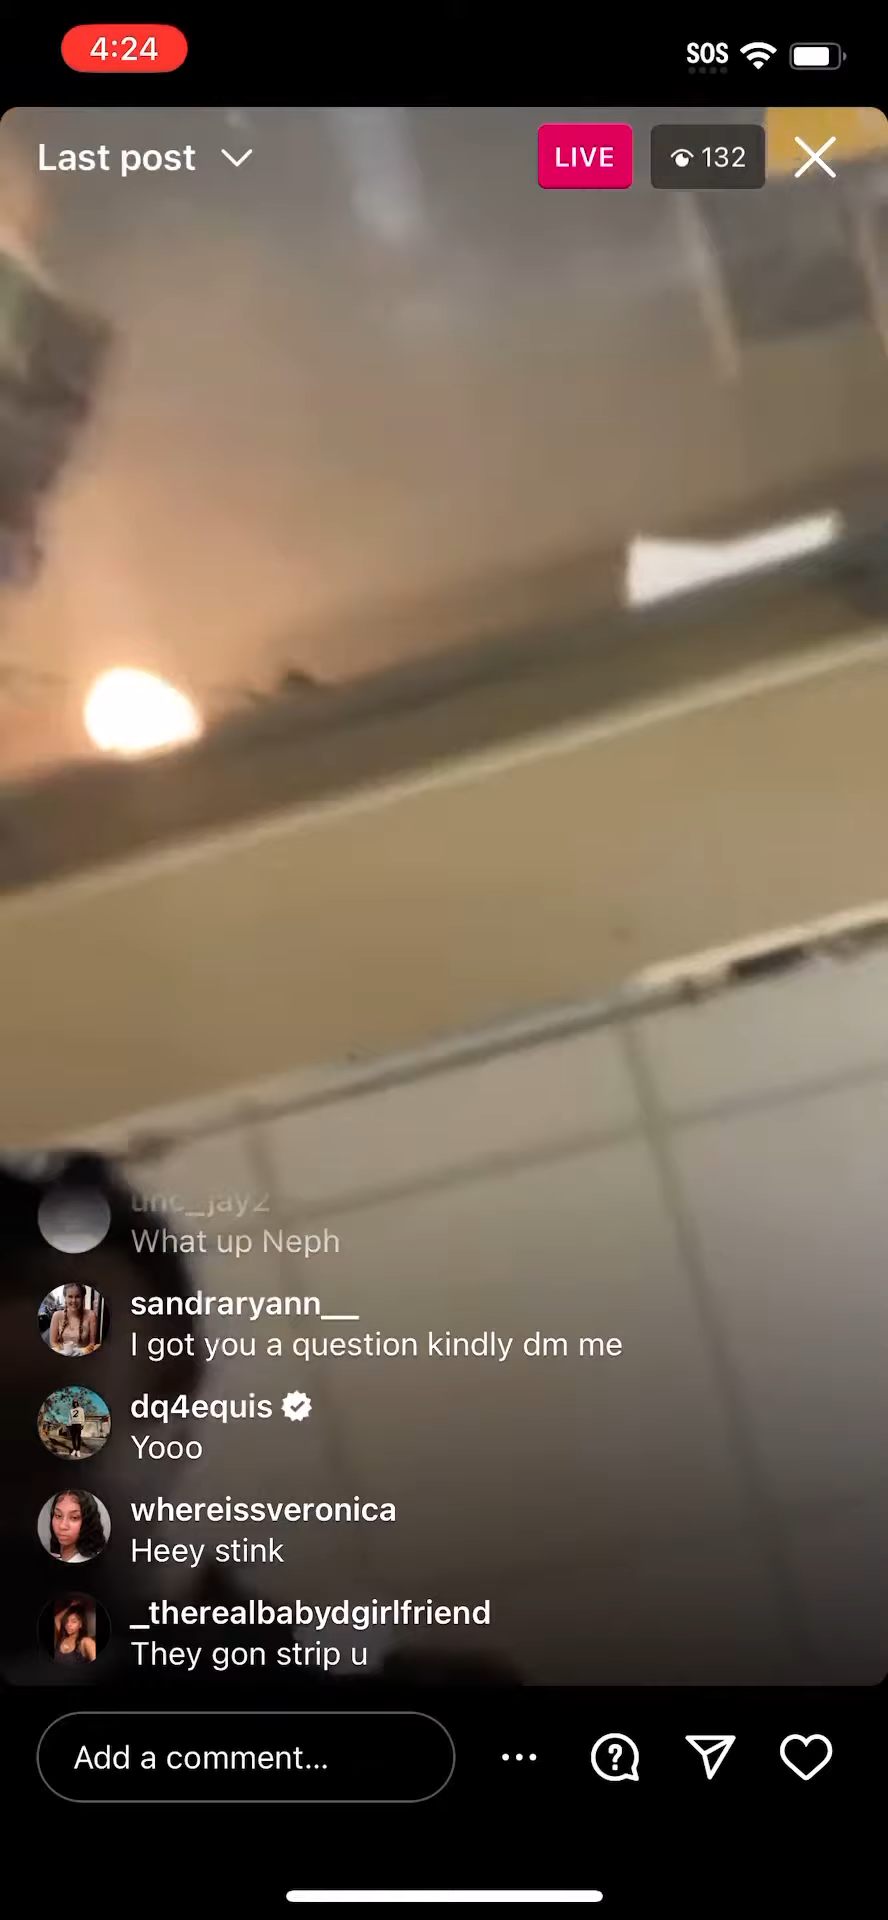 4:24
SOS
Last post
LIVE
132
unc_jay2
What up Neph
sandraryann__
I got you a question kindly dm me
dq4equis
Yooo
whereissveronica
Heey stink
_therealbabydgirlfriend
They gon strip u
Add a comment...